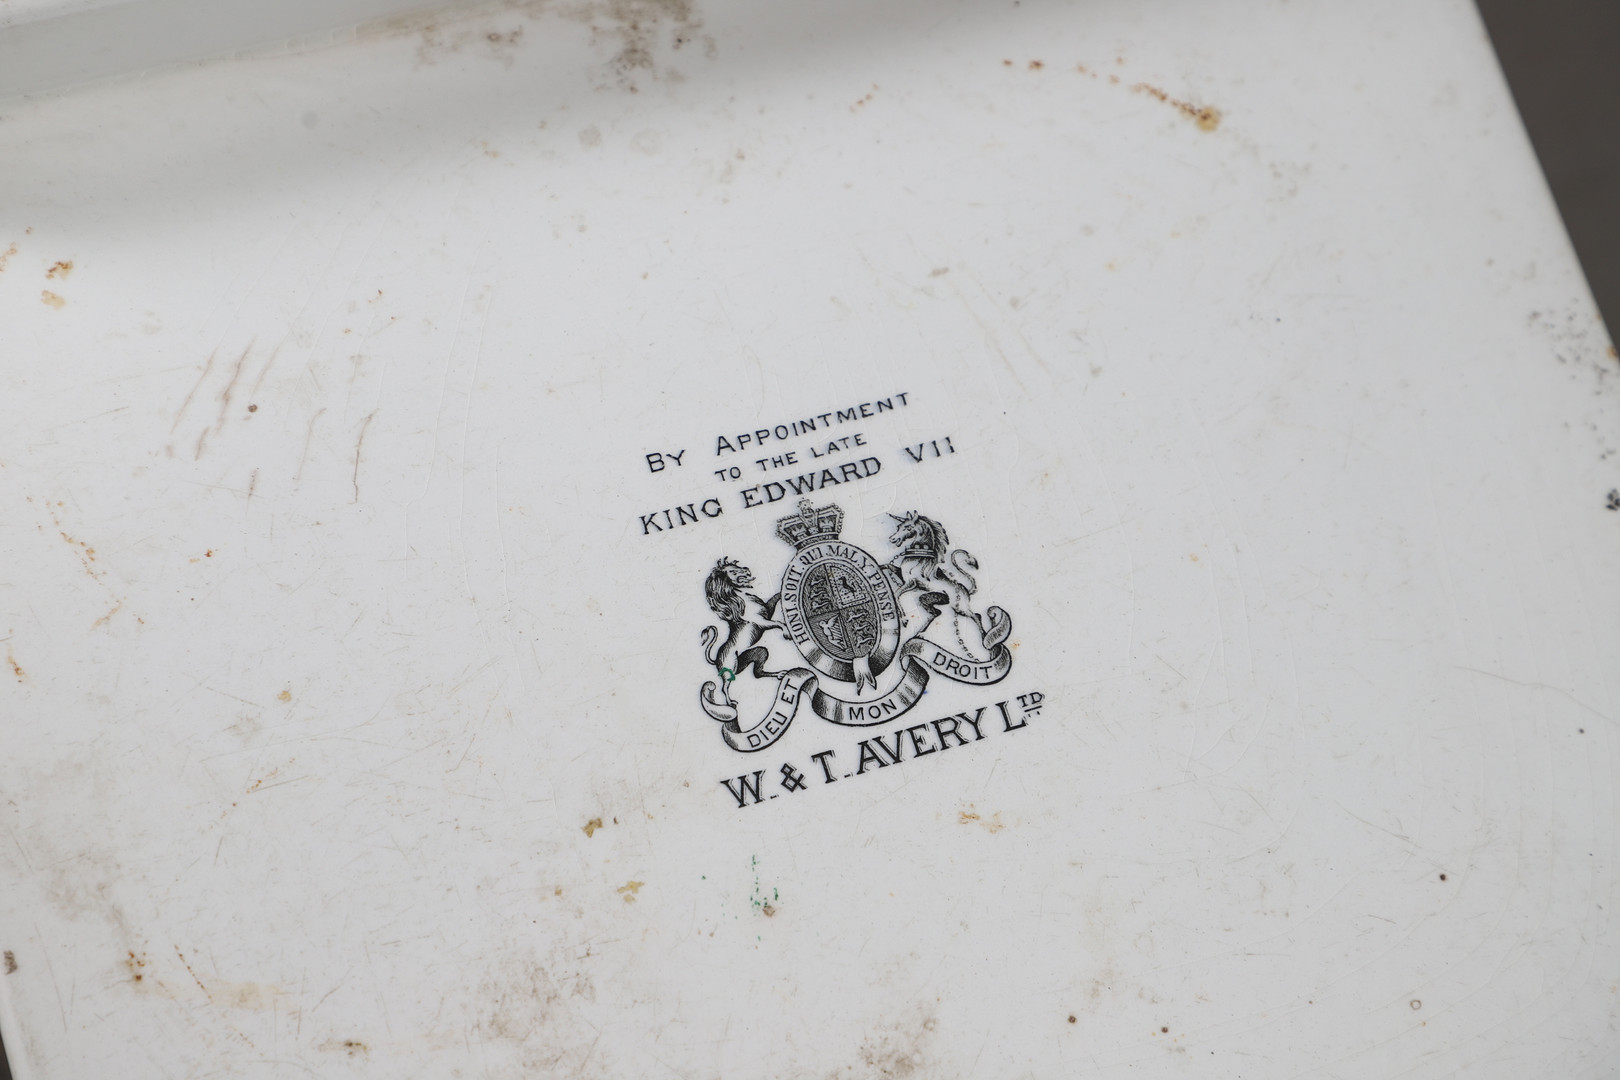 BY APPOINTMENT
TO THE LATE
KING EDWARD VII
HONI.SOIT.QUI.MAL.Y.PENSE
DIEU ET MON DROIT
W. & T. AVERY LTD